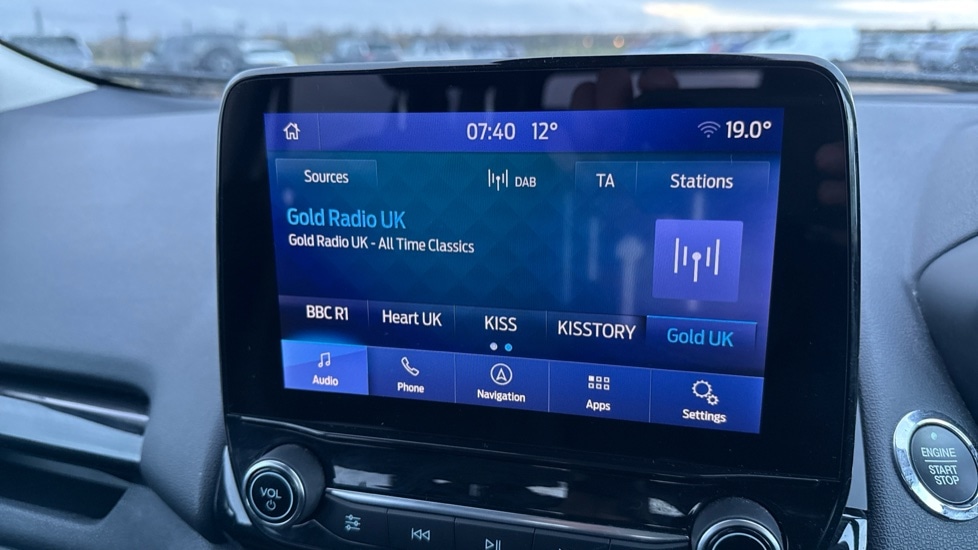 07:40 12° 19.0°
Sources DAB TA Stations
Gold Radio UK
Gold Radio UK - All Time Classics
BBC R1 Heart UK KISS KISSTORY Gold UK
Audio Phone Navigation Apps Settings
VOL
ENGINE
START
STOP